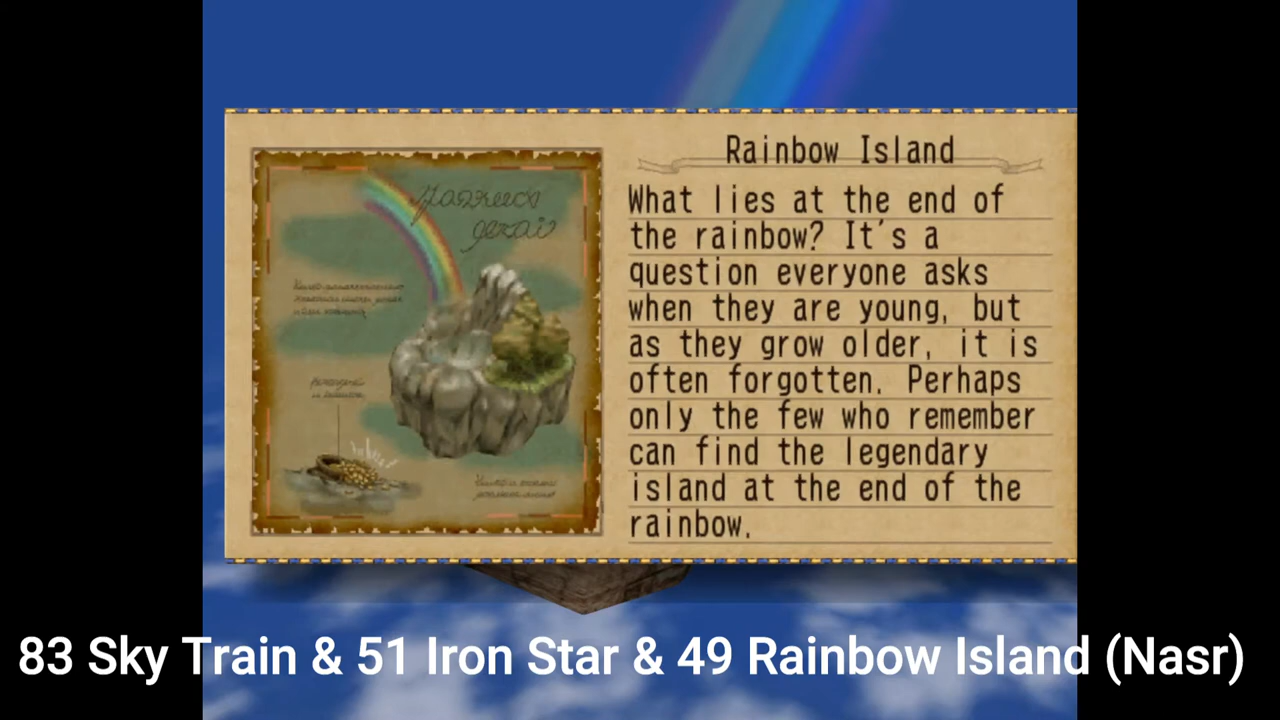 Rainbow Island
What lies at the end of
the rainbow? It's a
question everyone asks
when they are young, but
as they grow older, it is
often forgotten. Perhaps
only the few who remember
can find the legendary
island at the end of the
rainbow.
83 Sky Train & 51 Iron Star & 49 Rainbow Island (Nasr)